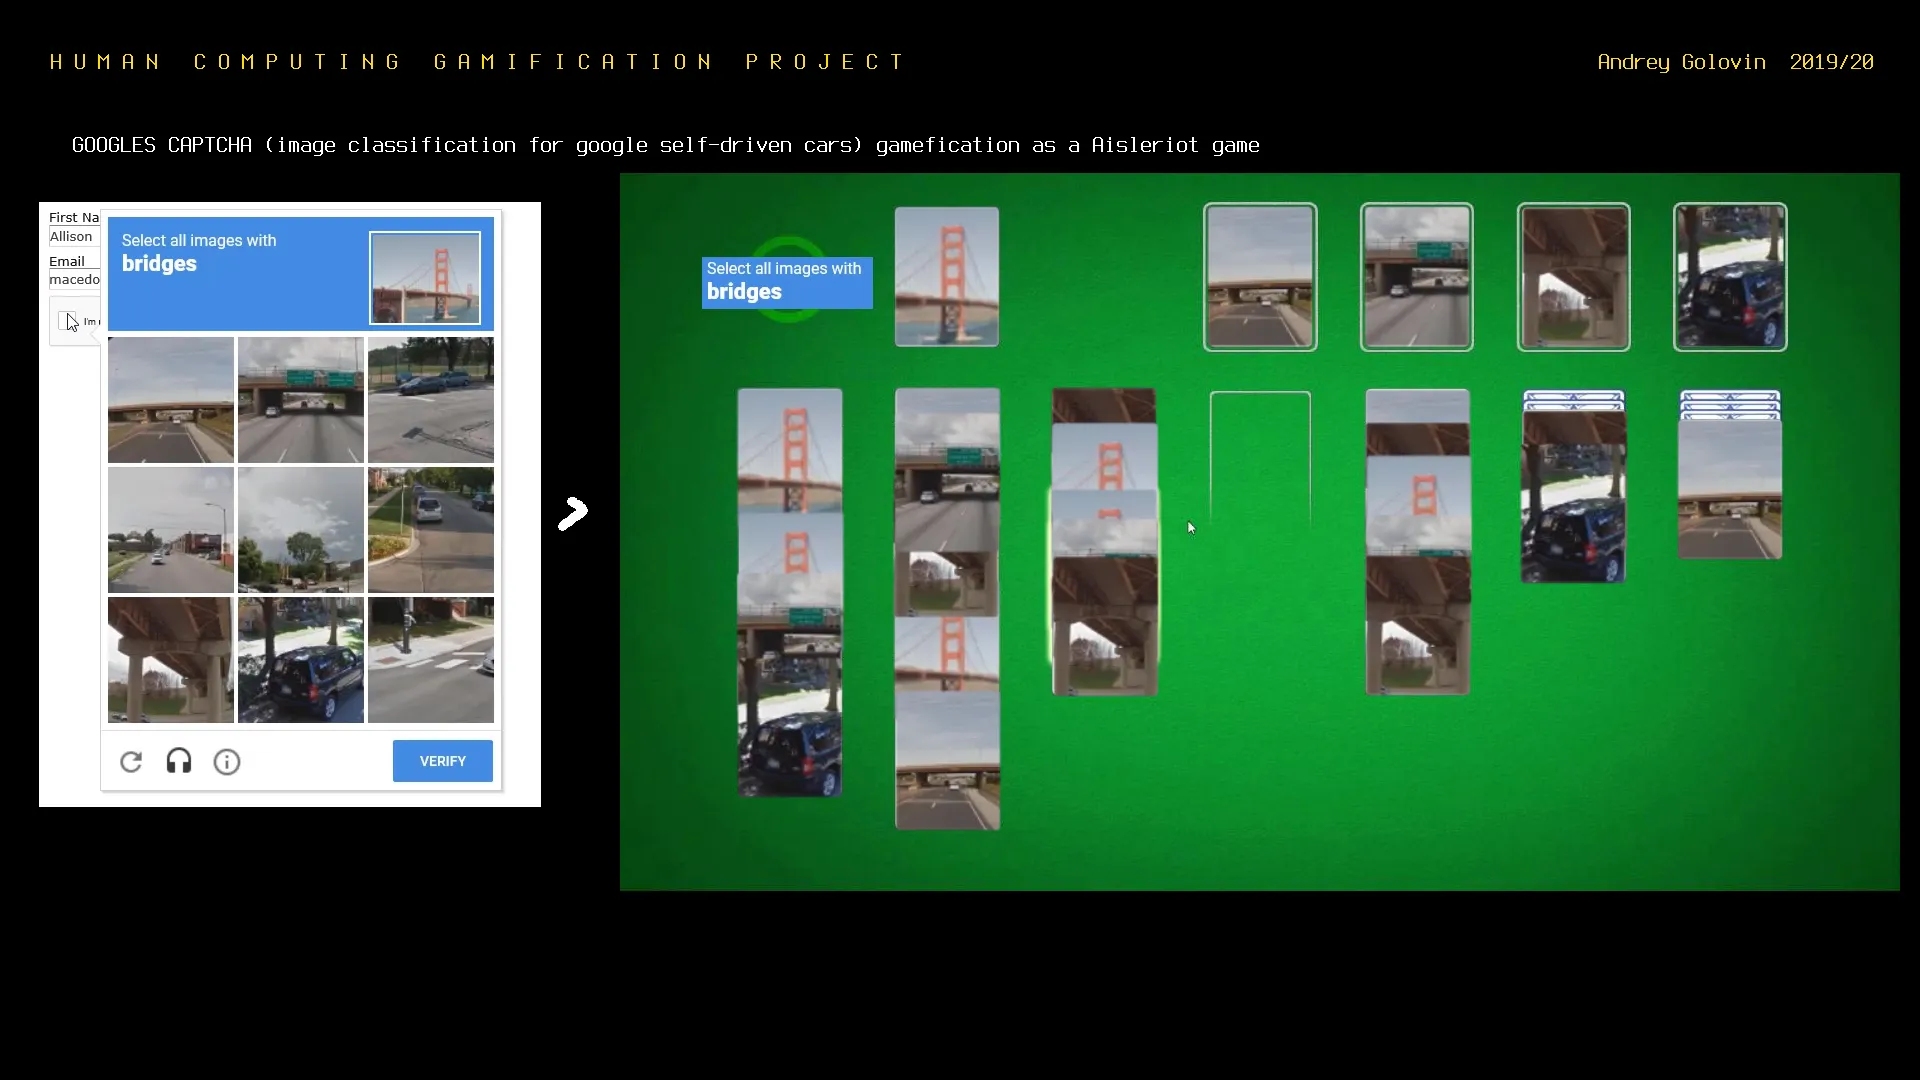 HUMAN COMPUTING GAMIFICATION PROJECT
Andrey Golovin 2019/20
GOOGLES CAPTCHA (image classification for google self-driven cars) gamefication as a Aisleriot game
First Na
Allison
Email
macedo
I'm
Select all images with
bridges
VERIFY
Select all images with
bridges